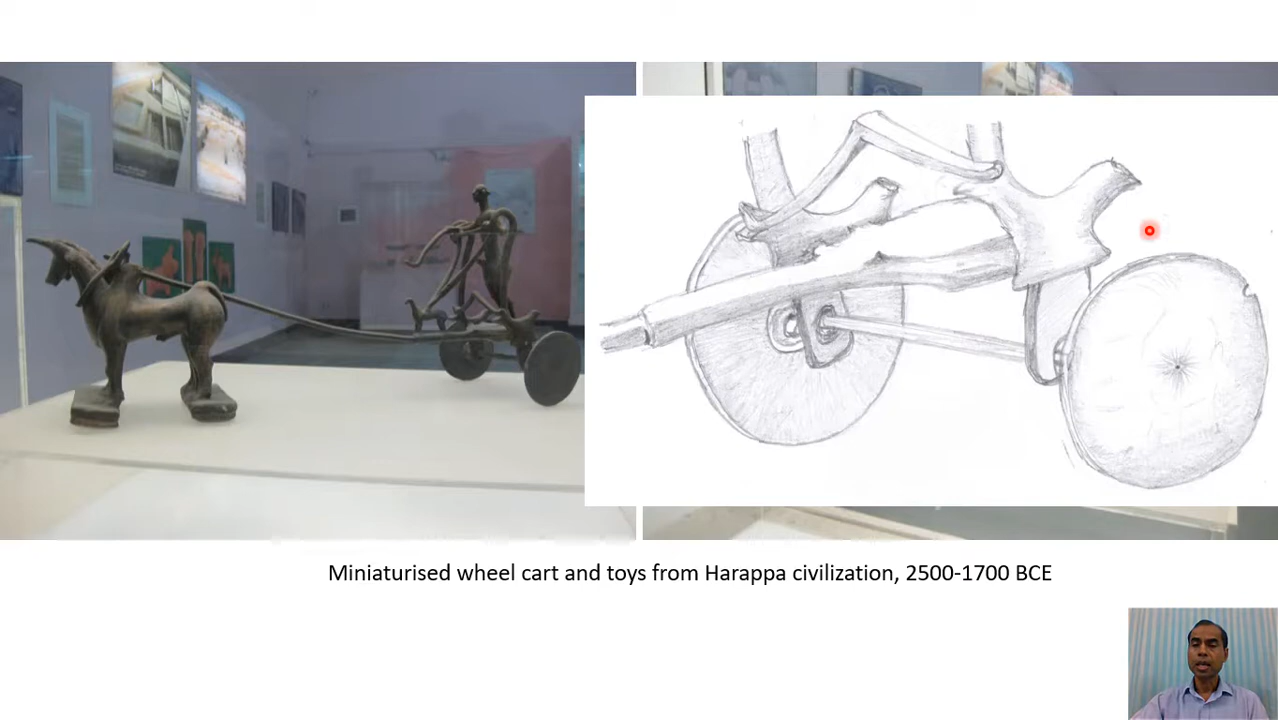 Miniaturised wheel cart and toys from Harappa civilization, 2500-1700 BCE